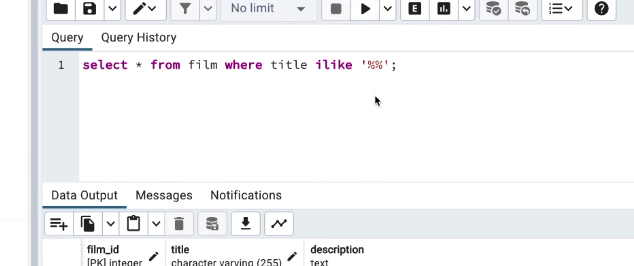 No limit
Query Query History
1 select * from film where title ilike '%%';
Data Output Messages Notifications
film_id title description
[PK] integer character varying (255) text